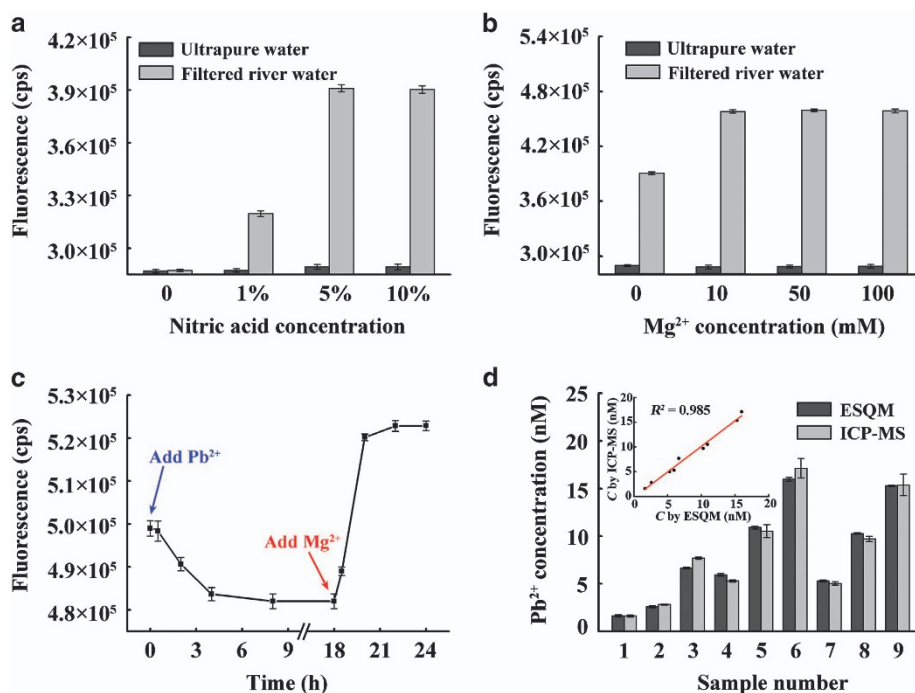 a
4.2×10⁵
3.9×10⁵
3.6×10⁵
3.3×10⁵
3.0×10⁵
Fluorescence (cps)
Ultrapure water
Filtered river water
0 1% 5% 10%
Nitric acid concentration
b
5.4×10⁵
4.8×10⁵
4.2×10⁵
3.6×10⁵
3.0×10⁵
Fluorescence (cps)
Ultrapure water
Filtered river water
0 10 50 100
Mg²⁺ concentration (mM)
c
5.3×10⁵
5.2×10⁵
5.1×10⁵
5.0×10⁵
4.9×10⁵
4.8×10⁵
Fluorescence (cps)
Add Pb²⁺
Add Mg²⁺
0 3 6 9 18 21 24
Time (h)
d
25
20
15
10
5
0
Pb²⁺ concentration (nM)
ESQM
ICP-MS
R² = 0.985
20
15
10
5
0
C by ICP-MS (nM)
0 5 10 15 20
C by ESQM (nM)
1 2 3 4 5 6 7 8 9
Sample number